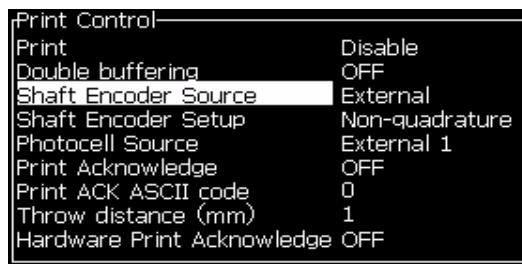 Print Control
Print Disable
Double buffering OFF
Shaft Encoder Source External
Shaft Encoder Setup Non-quadrature
Photocell Source External 1
Print Acknowledge OFF
Print ACK ASCII code 0
Throw distance (mm) 1
Hardware Print Acknowledge OFF